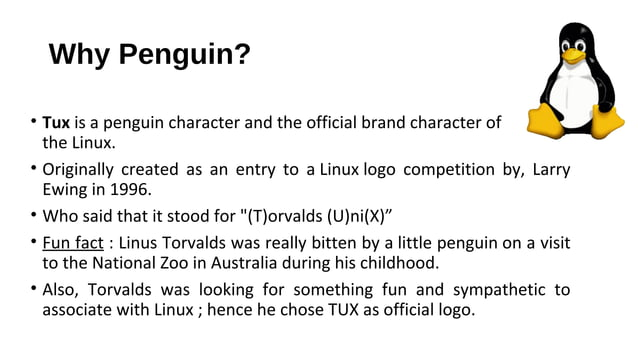 Why Penguin?
• Tux is a penguin character and the official brand character of
the Linux.
• Originally created as an entry to a Linux logo competition by, Larry
Ewing in 1996.
• Who said that it stood for "(T)orvalds (U)ni(X)”
• Fun fact : Linus Torvalds was really bitten by a little penguin on a visit
to the National Zoo in Australia during his childhood.
• Also, Torvalds was looking for something fun and sympathetic to
associate with Linux ; hence he chose TUX as official logo.